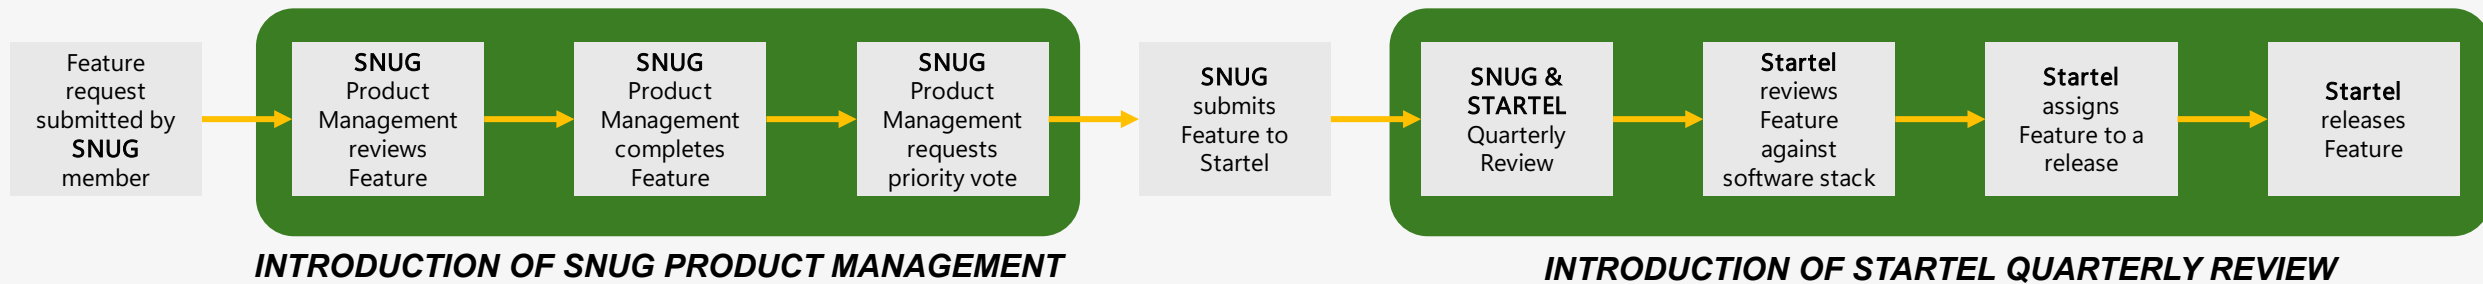 Feature
request
submitted by
SNUG
member
SNUG
Product
Management
reviews
Feature
SNUG
Product
Management
completes
Feature
SNUG
Product
Management
requests
priority vote
SNUG
submits
Feature to
Startel
SNUG &
STARTEL
Quarterly
Review
Startel
reviews
Feature
against
software stack
Startel
assigns
Feature to a
release
Startel
releases
Feature
INTRODUCTION OF SNUG PRODUCT MANAGEMENT
INTRODUCTION OF STARTEL QUARTERLY REVIEW